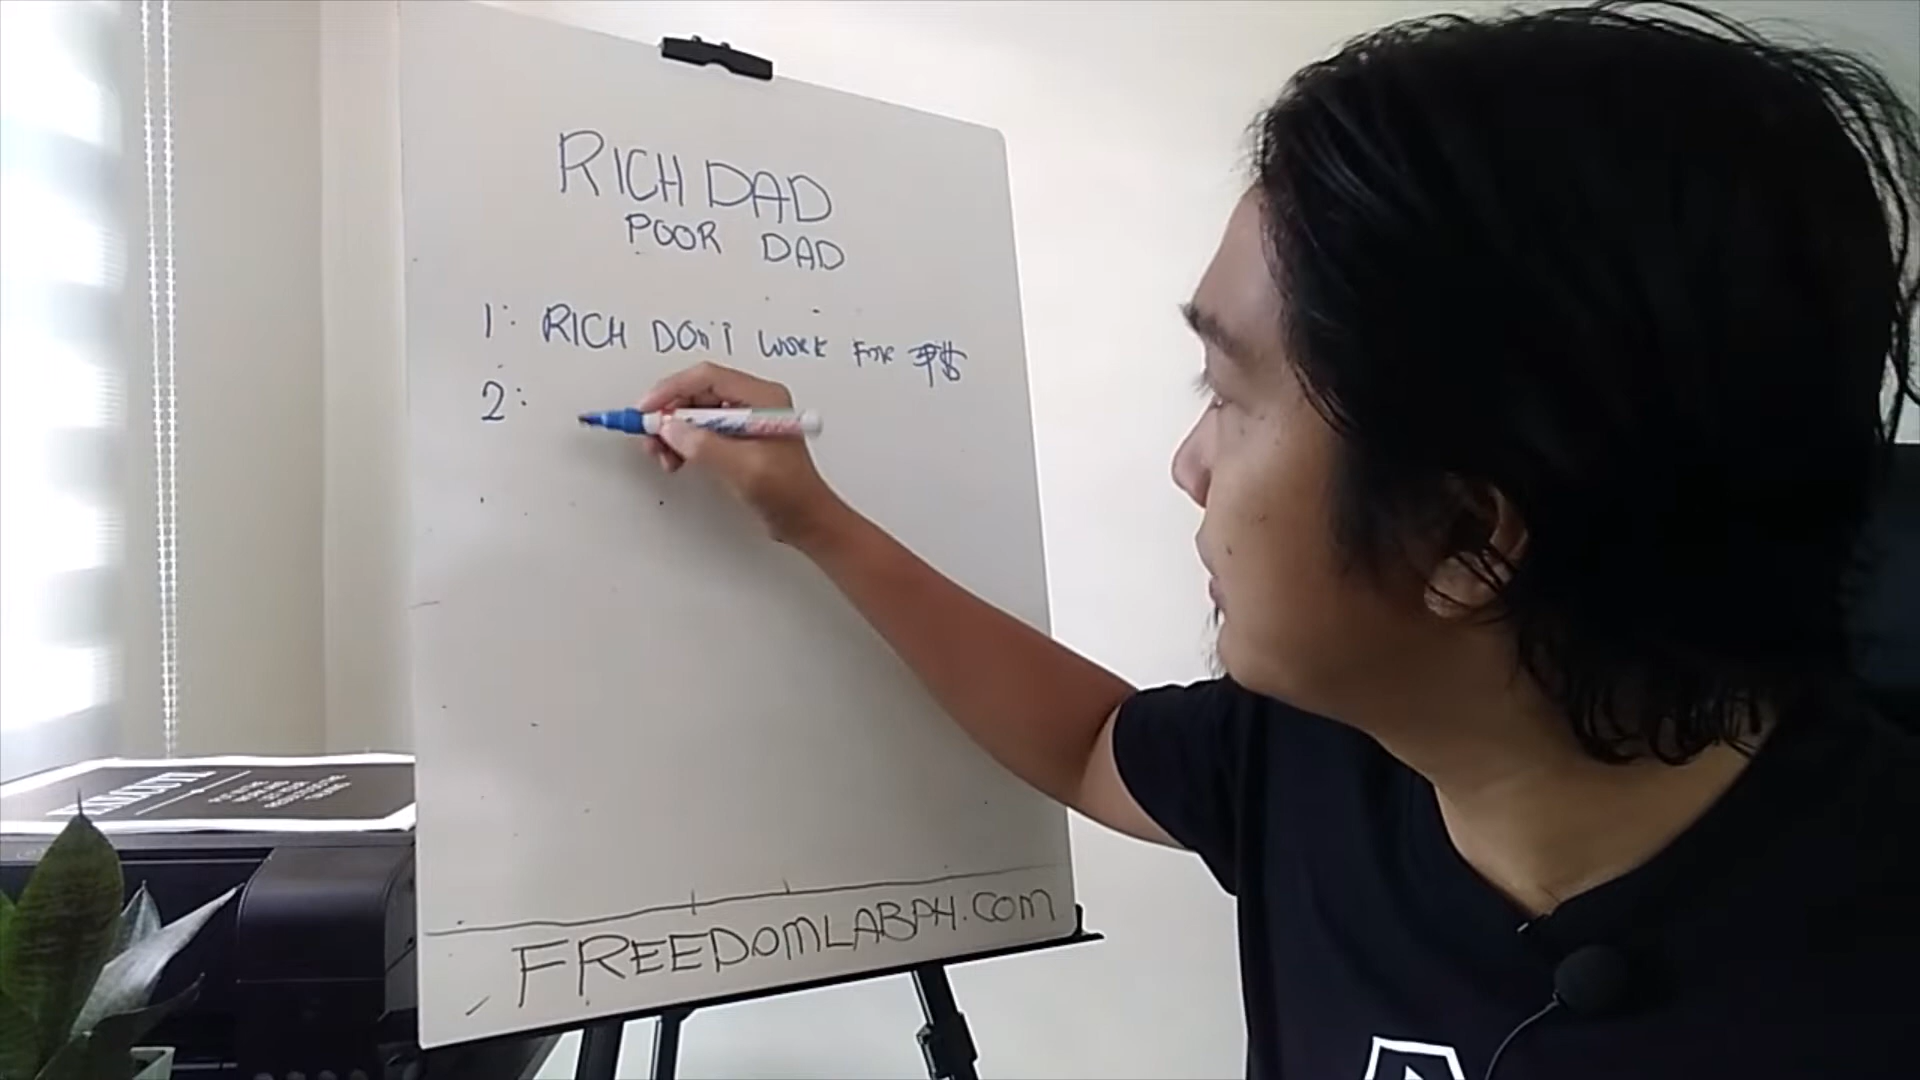 RICH DAD
POOR DAD
1: RICH DON'T WORK FOR ₱$
2:
FREEDOMLABPH.COM